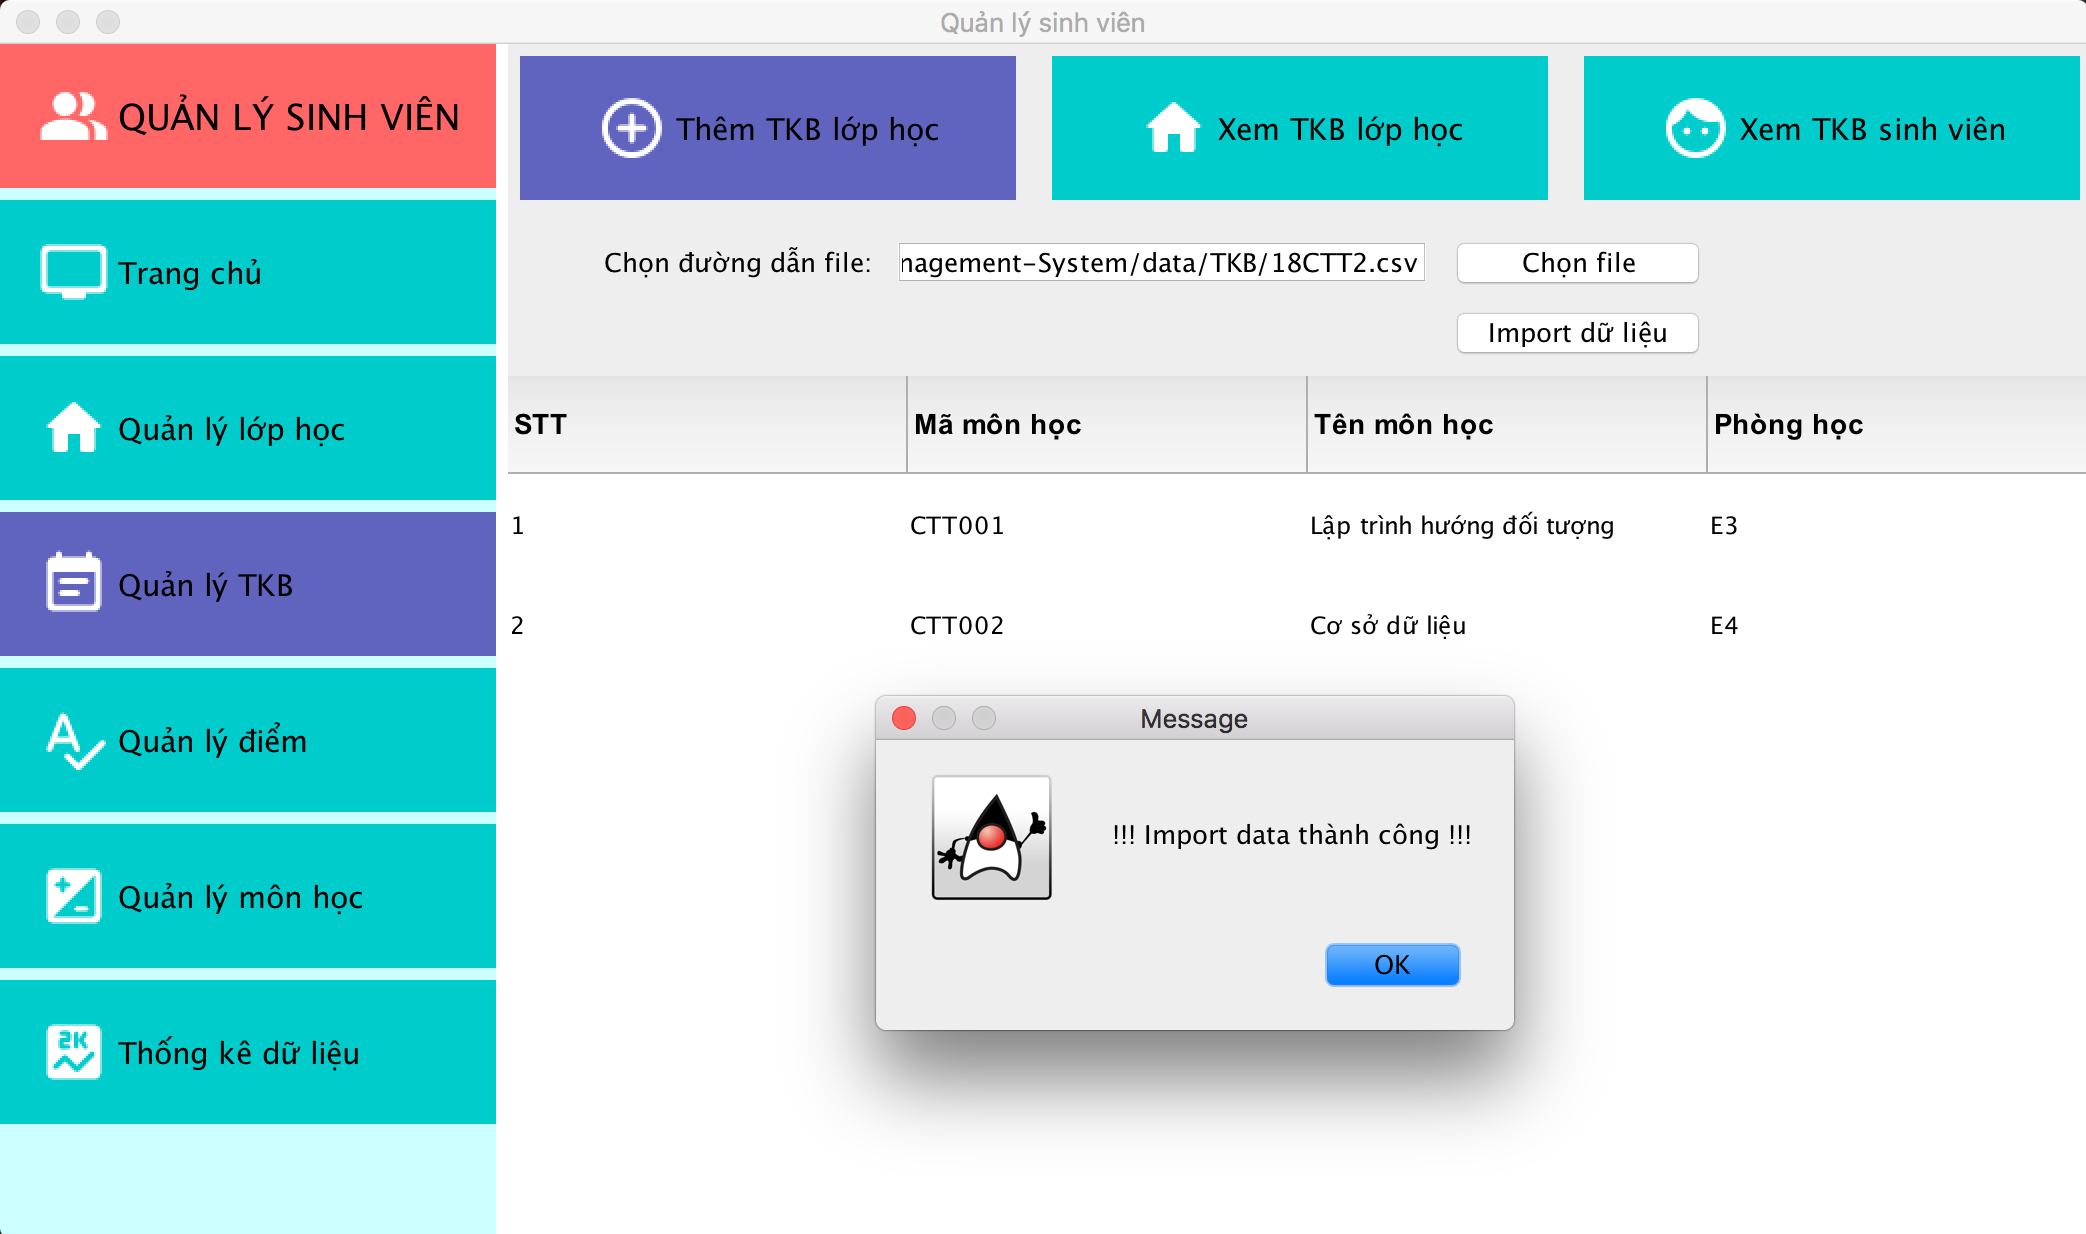 Quản lý sinh viên
QUẢN LÝ SINH VIÊN
Trang chủ
Quản lý lớp học
Quản lý TKB
Quản lý điểm
Quản lý môn học
2K
Thống kê dữ liệu
Thêm TKB lớp học
Xem TKB lớp học
Xem TKB sinh viên
Chọn đường dẫn file: nagement-System/data/TKB/18CTT2.csv Chọn file
Import dữ liệu
STT Mã môn học Tên môn học Phòng học
1 CTT001 Lập trình hướng đối tượng E3
2 CTT002 Cơ sở dữ liệu E4
Message
!!! Import data thành công !!!
OK